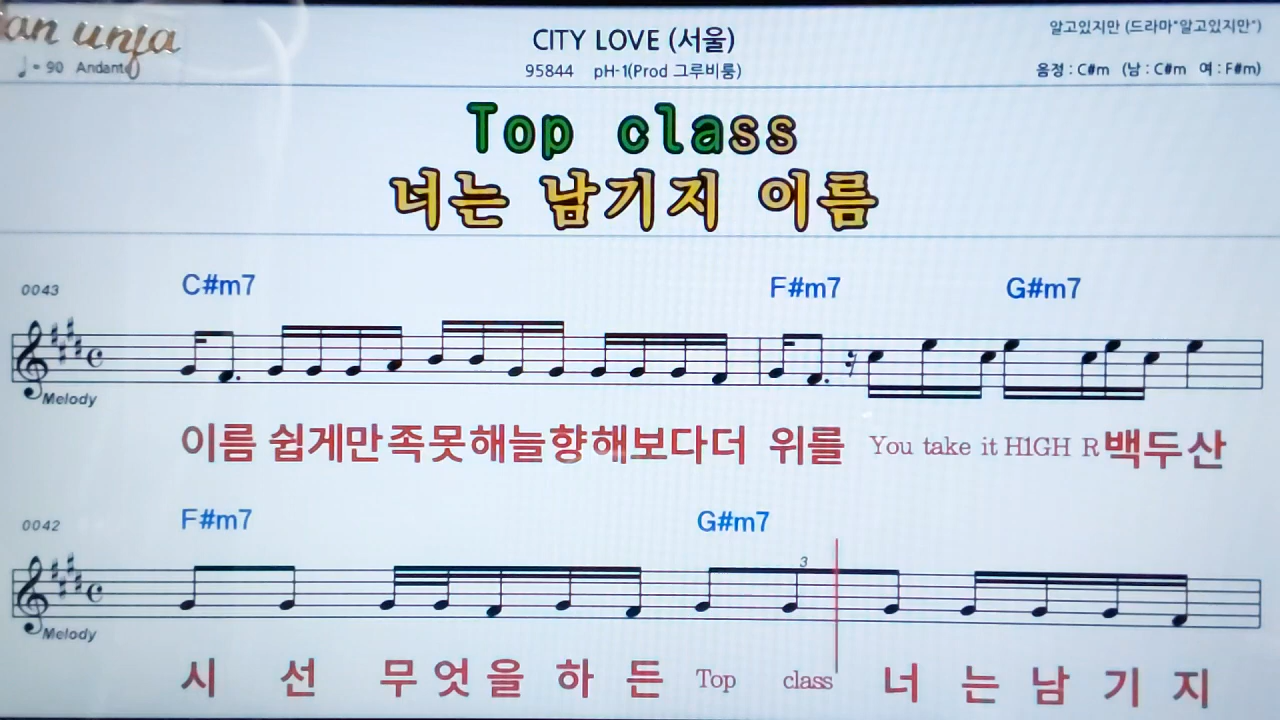 an unja
♩= 90 Andante
CITY LOVE (서울)
95844 pH-1(Prod 그루비룸)
알고있지만 (드라마"알고있지만")
음정 : C#m (남 : C#m 여 : F#m)
Top class
너는 남기지 이름
0043 C#m7 F#m7 G#m7
Melody
이름 쉽게만족못해늘향해보다더 위를 You take it H1GH R백두산
0042 F#m7 G#m7
3
Melody
시 선 무엇을 하 든 Top class 너 는 남 기 지